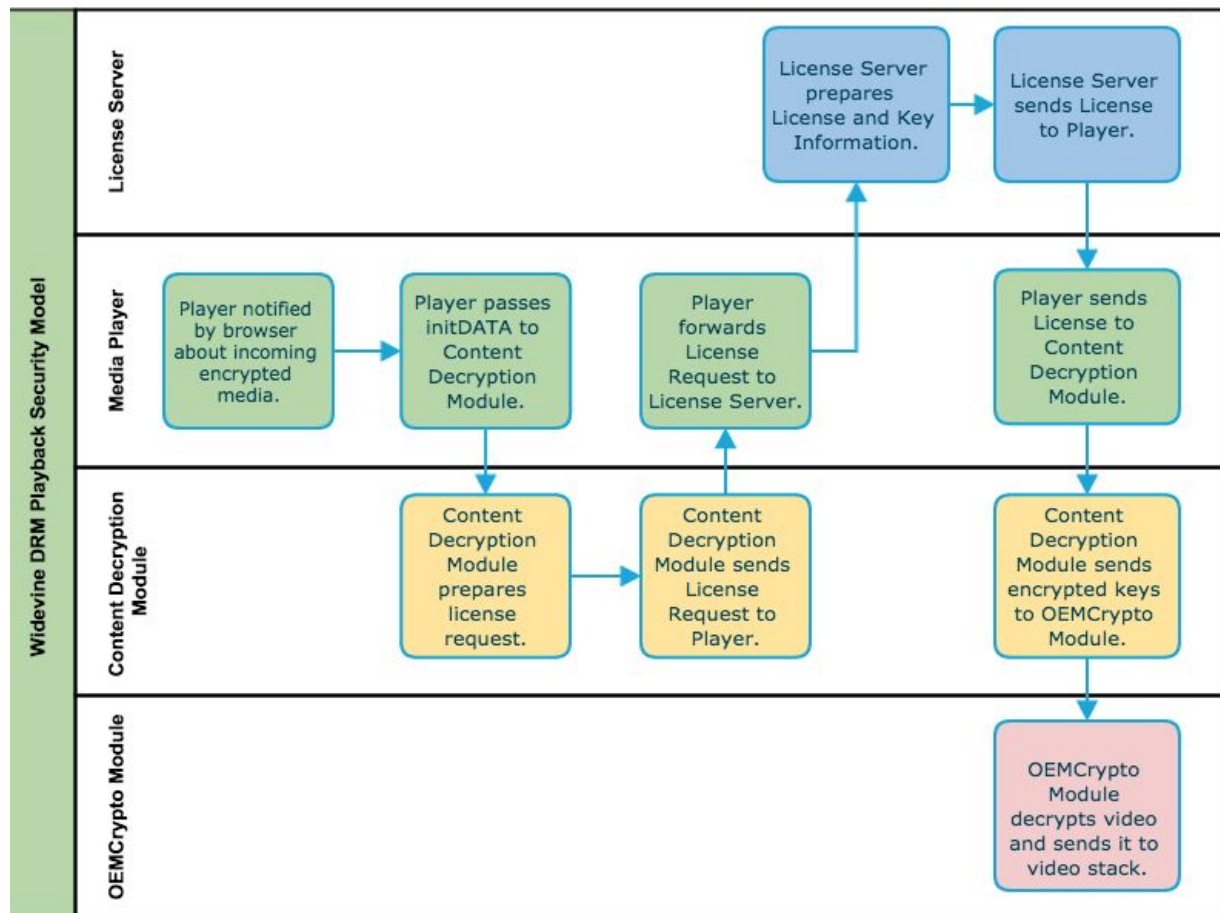 Widevine DRM Playback Security Model
License Server
License Server
prepares
License and Key
Information.
License Server
sends License
to Player.
Media Player
Player notified
by browser
about incoming
encrypted
media.
Player passes
initDATA to
Content
Decryption
Module.
Player
forwards
License
Request to
License Server.
Player sends
License to
Content
Decryption
Module.
Content Decryption
Module
Content
Decryption
Module
prepares
license
request.
Content
Decryption
Module sends
License
Request to
Player.
Content
Decryption
Module sends
encrypted keys
to OEMCrypto
Module.
OEMCrypto Module
OEMCrypto
Module
decrypts video
and sends it to
video stack.